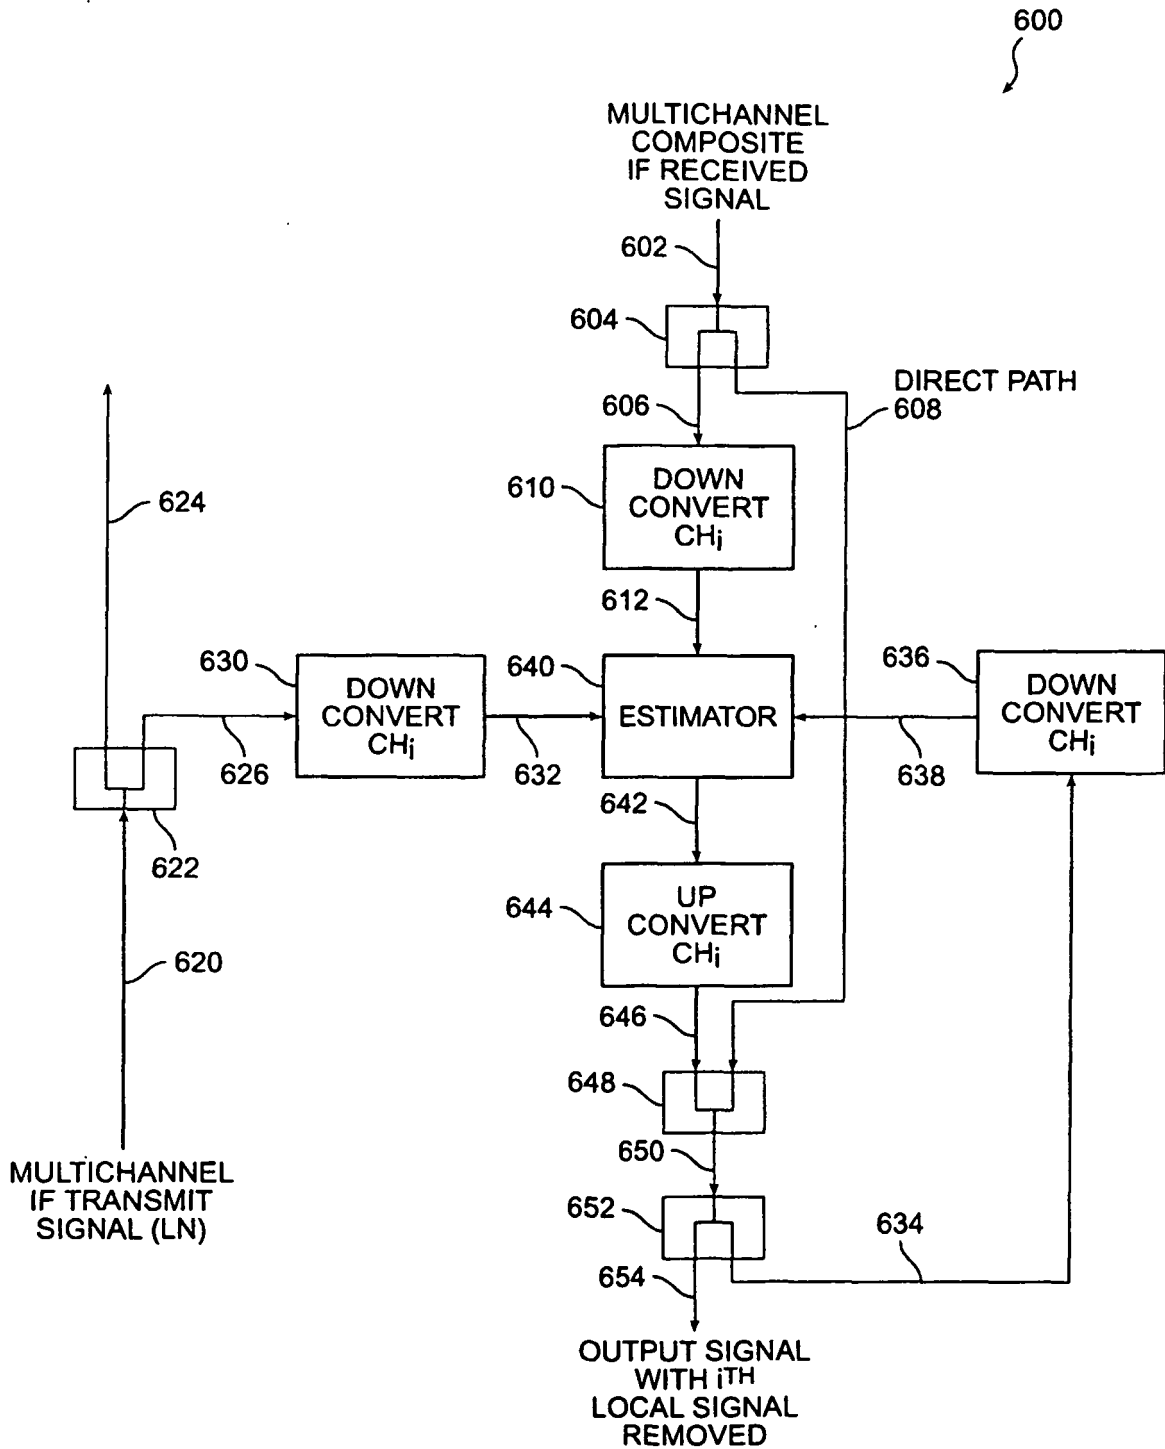 600
MULTICHANNEL
COMPOSITE
IF RECEIVED
SIGNAL
602
604
DIRECT PATH
608
606
610
DOWN
CONVERT
CHi
624
612
630
DOWN
CONVERT
CHi
640
ESTIMATOR
636
DOWN
CONVERT
CHi
626
632
638
622
642
644
UP
CONVERT
CHi
620
646
648
650
MULTICHANNEL
IF TRANSMIT
SIGNAL (LN)
652
634
654
OUTPUT SIGNAL
WITH iTH
LOCAL SIGNAL
REMOVED